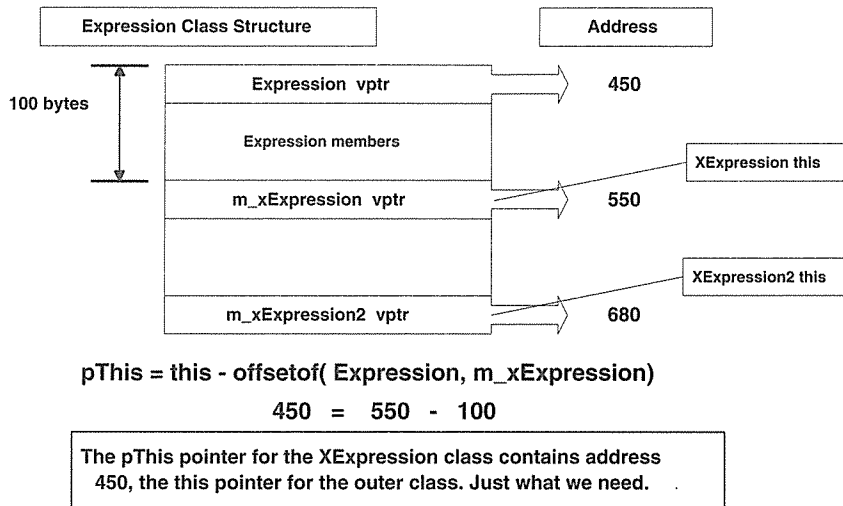 Expression Class Structure
Address
Expression vptr
450
100 bytes
Expression members
XExpression this
m_xExpression vptr
550
XExpression2 this
m_xExpression2 vptr
680
pThis = this - offsetof( Expression, m_xExpression)
450 = 550 - 100
The pThis pointer for the XExpression class contains address
450, the this pointer for the outer class. Just what we need.